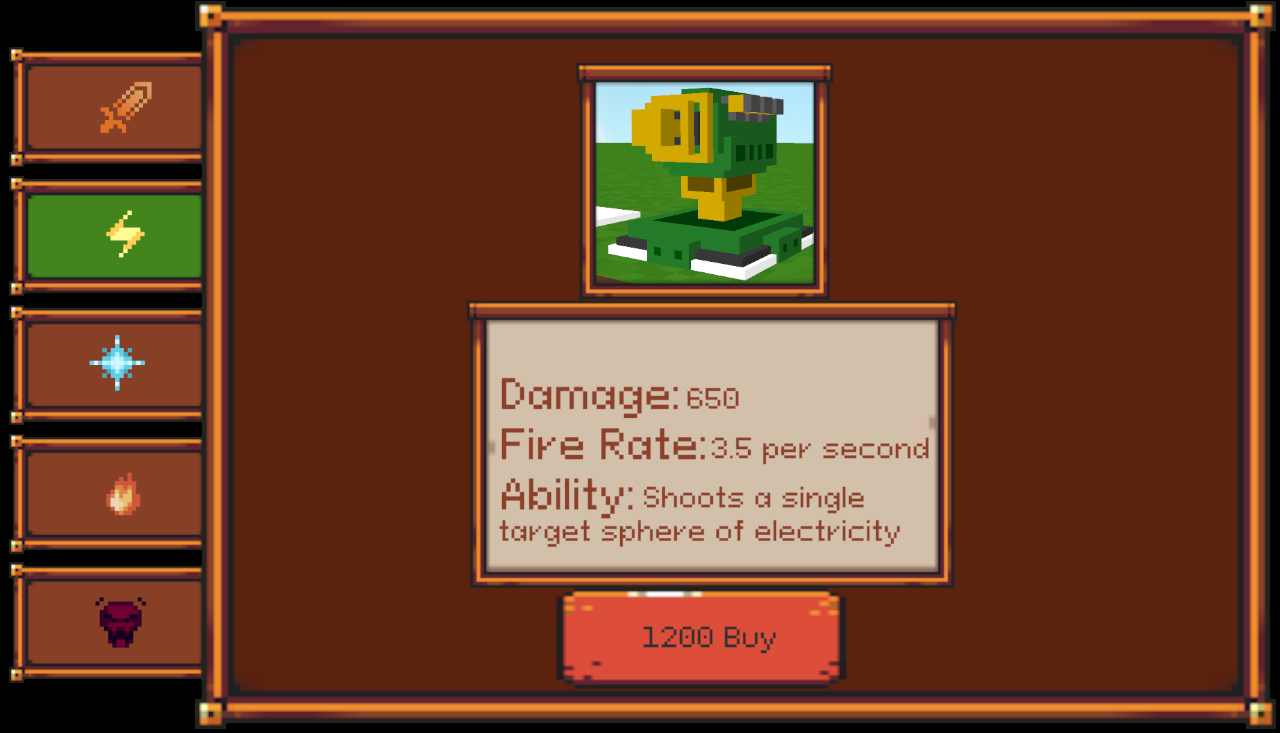 Damage: 650
Fire Rate: 3.5 per second
Ability: Shoots a single
target sphere of electricity
1200 Buy